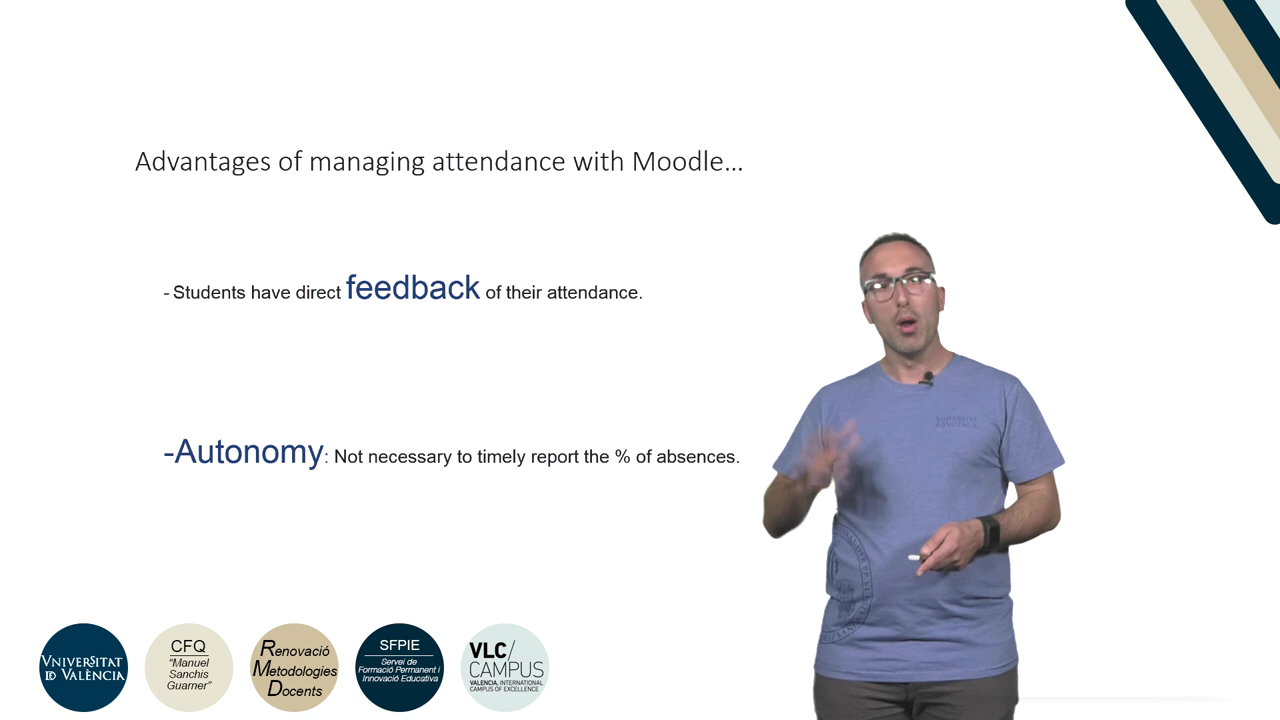 Advantages of managing attendance with Moodle...
- Students have direct feedback of their attendance.
-Autonomy: Not necessary to timely report the % of absences.
VNIVERSITAT
DE VALÈNCIA
CFQ
"Manuel
Sanchis
Guarner"
Renovació
Metodologies
Docents
SFPIE
Servei de
Formació Permanent i
Innovació Educativa
VLC/
CAMPUS
VALENCIA, INTERNATIONAL
CAMPUS OF EXCELLENCE